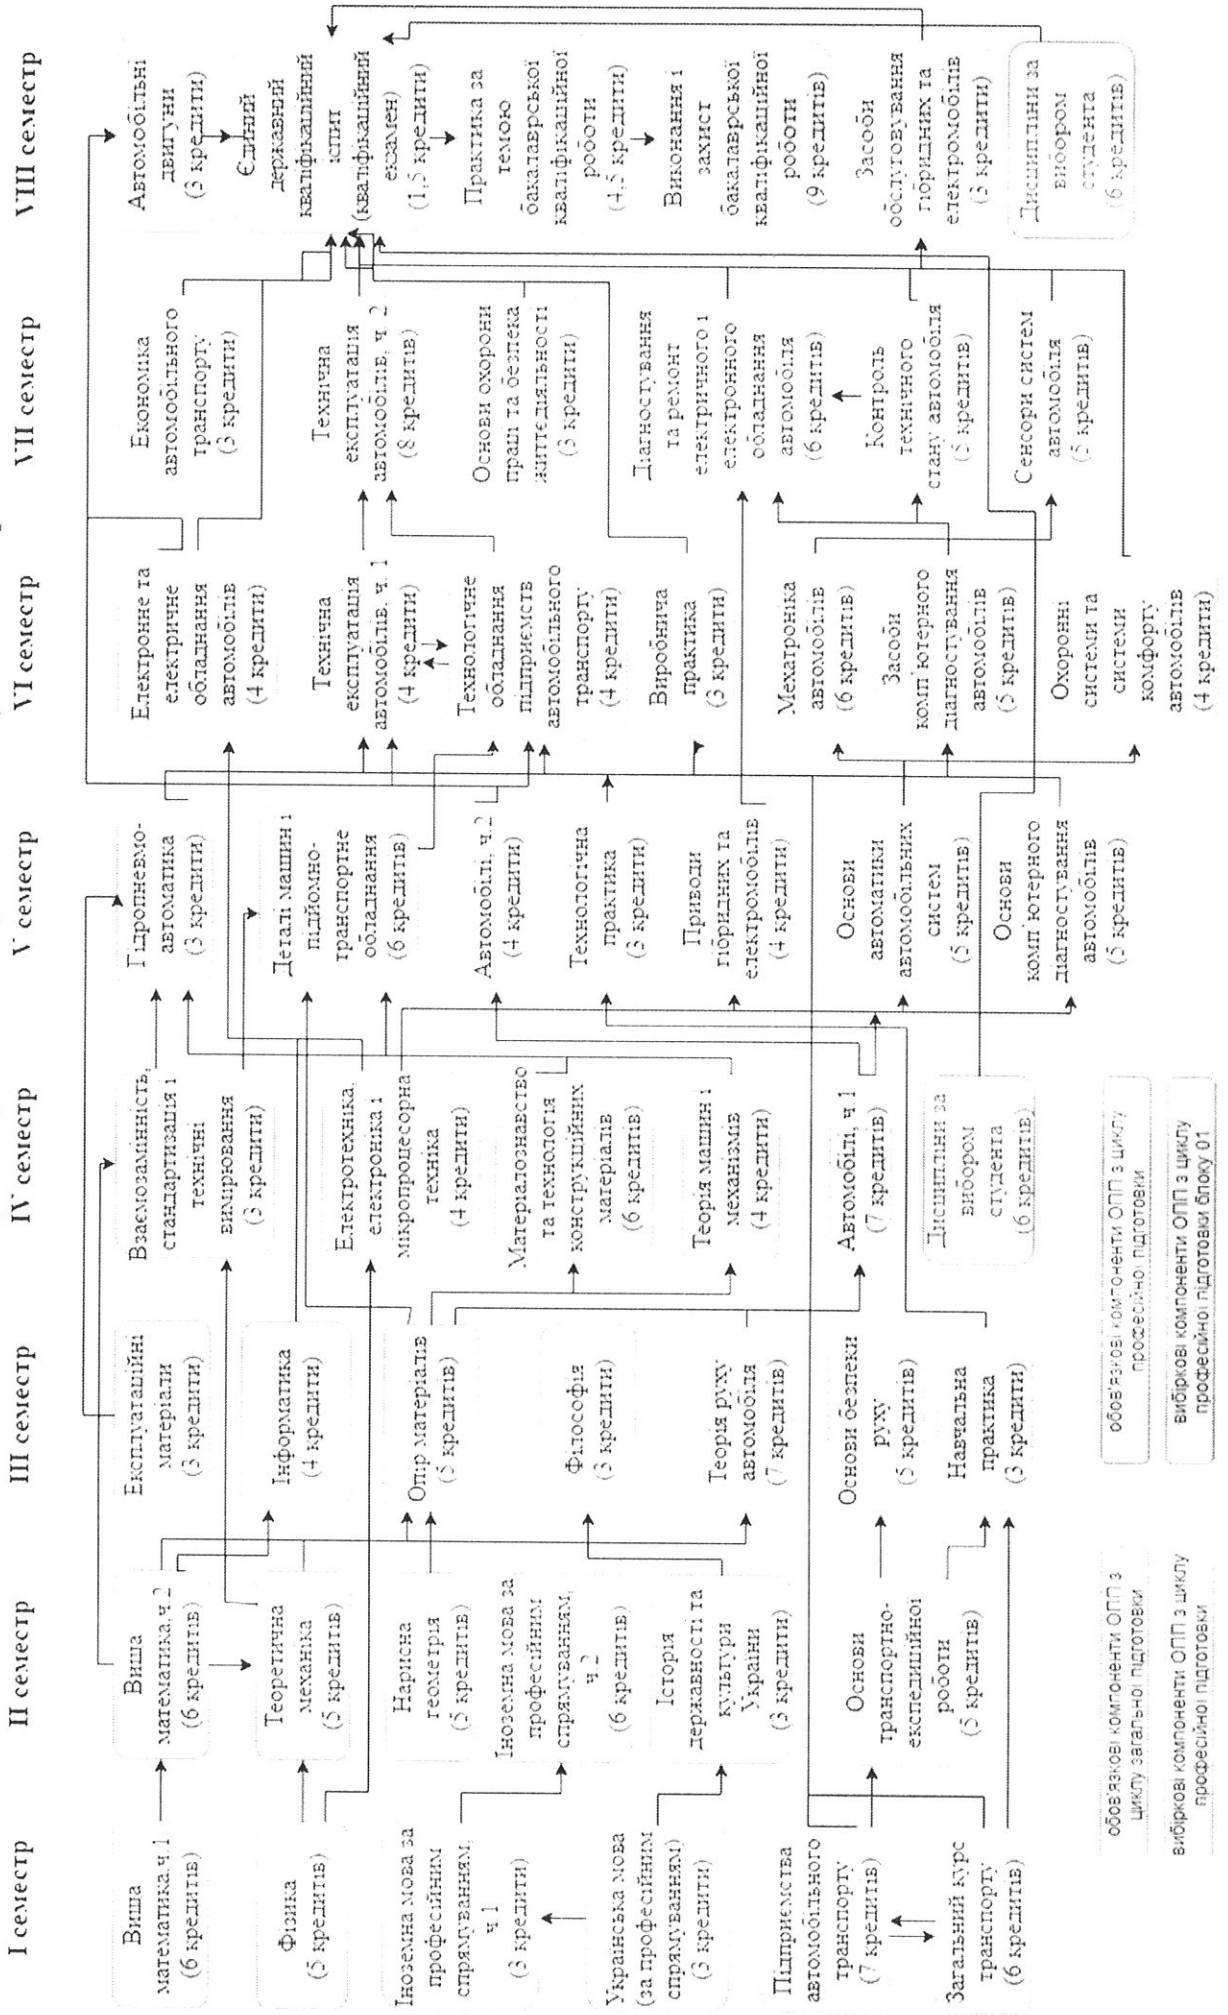 I семестр
Вища
математика.ч.1
(6 кредитів)
Фізика
(5 кредитів)
Іноземна мова за
професійним
спрямуванням,
ч 1
(3 кредити)
Українська мова
(за професійним
спрямуванням)
(3 кредити)
Підприємства
автомобільного
транспорту
(7 кредитів)
Загальний курс
транспорту
(6 кредитів)
II семестр
Вища
математика.ч.2
(6 кредитів)
Теоретична
механіка
(5 кредитів)
Нарисна
геометрія
(5 кредитів)
Іноземна мова за
професійним
спрямуванням,
ч.2
(6 кредитів)
Історія
державності та
культури
України
(3 кредити)
Основи
транспортно-
експедиційної
роботи
(5 кредитів)
III семестр
Експлуатаційні
матеріали
(3 кредити)
Інформатика
(4 кредити)
Опір матеріалів
(5 кредитів)
Філософія
(3 кредити)
Теорія руху
автомобіля
(7 кредитів)
Основи безпеки
руху
(5 кредитів)
Навчальна
практика
(3 кредити)
IV семестр
Взаємозамінність,
стандартизація і
технічні
вимірювання
(3 кредити)
Електротехніка,
електроніка і
мікропроцесорна
техніка
(4 кредити)
Матеріалознавство
та технологія
конструкційних
матеріалів
(6 кредитів)
Теорія машин і
механізмів
(4 кредити)
Автомобілі, ч.1
(7 кредитів)
Дисципліни за
вибором
студента
(6 кредитів)
V семестр
Гідропневмо-
автоматика
(3 кредити)
Деталі машин і
підйомно-
транспортне
обладнання
(6 кредитів)
Автомобілі, ч.2
(4 кредити)
Технологічна
практика
(3 кредити)
Приводи
гібридних та
електромобілів
(4 кредити)
Основи
автоматики
автомобільних
систем
(5 кредитів)
Основи
комп'ютерного
діагностування
автомобілів
(5 кредитів)
VI семестр
Електронне та
електричне
обладнання
автомобілів
(4 кредити)
Технічна
експлуатація
автомобілів. ч. 1
(4 кредити)
Технологічне
обладнання
підприємств
автомобільного
транспорту
(4 кредити)
Виробнича
практика
(3 кредити)
Мехатроніка
автомобілів
(6 кредитів)
Засоби
комп'ютерного
діагностування
автомобілів
(5 кредитів)
Охоронні
системи та
системи
комфорту
автомобілів
(4 кредити)
VII семестр
Економіка
автомобільного
транспорту
(3 кредити)
Технічна
експлуатація
автомобілів, ч. 2
(8 кредитів)
Основи охорони
праці та безпека
життєдіяльності
(3 кредити)
Діагностування
та ремонт
електричного і
електронного
обладнання
автомобіля
(6 кредитів)
Контроль
технічного
стану автомобіля
(5 кредитів)
Сенсори систем
автомобіля
(5 кредитів)
VIII семестр
Автомобільні
двигуни
(3 кредити)
Єдиний
державний
кваліфікаційний
іспит
(кваліфікаційний
екзамен)
(1,5 кредити)
Практика за
темою
бакалаврської
кваліфікаційної
роботи
(4,5 кредити)
Виконання і
захист
бакалаврської
кваліфікаційної
роботи
(9 кредитів)
Засоби
обслуговування
гібридних та
електромобілів
(3 кредити)
Дисципліни за
вибором
студента
(6 кредитів)
обов'язкові компоненти ОПП з
циклу загальної підготовки
вибіркові компоненти ОПП з циклу
професійної підготовки
обов'язкові компоненти ОПП з циклу
професійної підготовки
вибіркові компоненти ОПП з циклу
професійної підготовки блоку 01